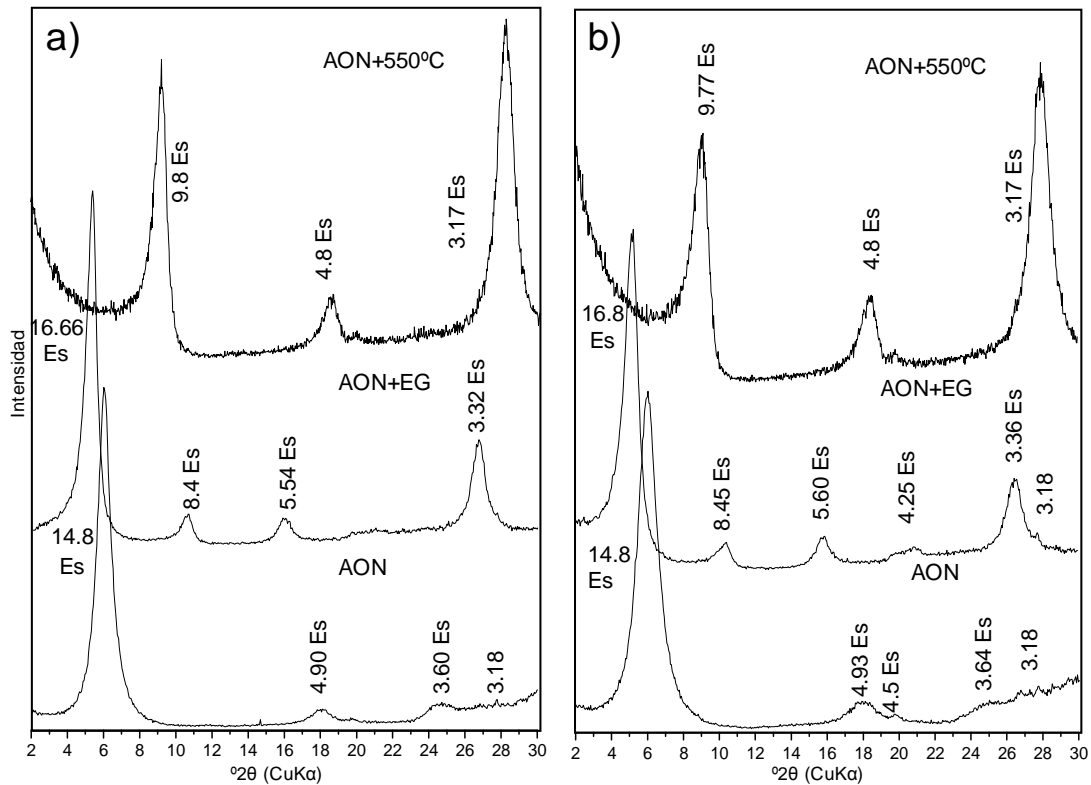 a)
AON+550ºC
9.8 Es
4.8 Es
3.17 Es
16.66
Es
AON+EG
8.4 Es
5.54 Es
3.32 Es
14.8
Es
AON
4.90 Es
3.60 Es
3.18
Intensidad
2 4 6 8 10 12 14 16 18 20 22 24 26 28 30
º2θ (CuKα)
b)
AON+550ºC
9.77 Es
4.8 Es
3.17 Es
16.8
Es
AON+EG
8.45 Es
5.60 Es
4.25 Es
3.36 Es
3.18
14.8
Es
AON
4.93 Es
4.5 Es
3.64 Es
3.18
2 4 6 8 10 12 14 16 18 20 22 24 26 28 30
º2θ (CuKα)